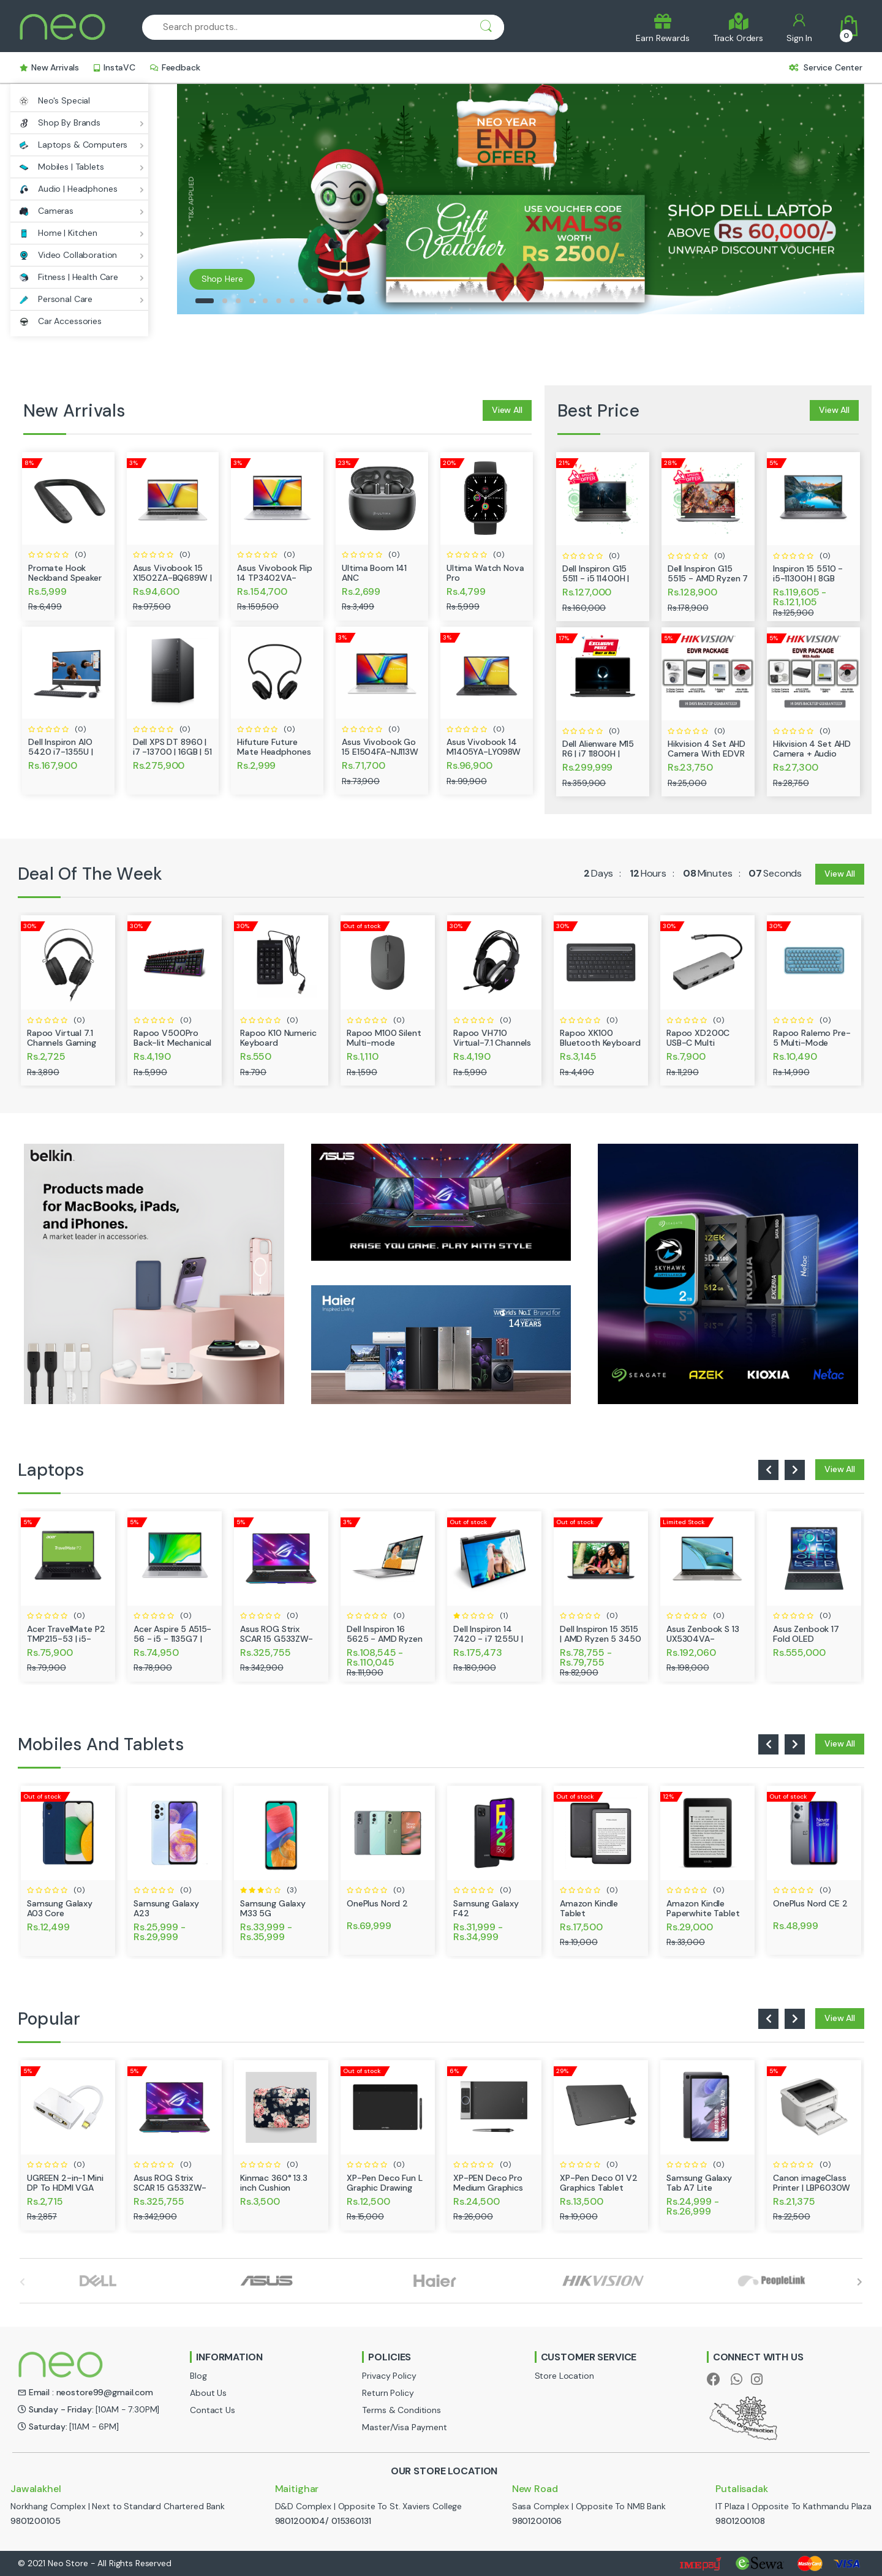 neo
Search products..
Earn Rewards
Track Orders
Sign In
0
New Arrivals
InstaVC
Feedback
Service Center
Neo's Special
Shop By Brands
Laptops & Computers
Mobiles | Tablets
Audio | Headphones
Cameras
Home | Kitchen
Video Collaboration
Fitness | Health Care
Personal Care
Car Accessories
*T&C APPLIED
NEO YEAR
END
OFFER
neo
Gift
Voucher
USE VOUCHER CODE
XMALS6
WORTH
RS 2500/-
SHOP DELL LAPTOP
ABOVE Rs 60,000/-
UNWRAP DISCOUNT VOUCHER
Shop Here
New Arrivals
View All
8%
(0)
Promate Hook
Neckband Speaker
Rs.5,999
Rs.6,499
3%
(0)
Asus Vivobook 15
X1502ZA-BQ689W |
Rs.94,600
Rs.97,500
3%
(0)
Asus Vivobook Flip
14 TP3402VA-
Rs.154,700
Rs.159,500
23%
(0)
Ultima Boom 141
ANC
Rs.2,699
Rs.3,499
20%
(0)
Ultima Watch Nova
Pro
Rs.4,799
Rs.5,999
(0)
Dell Inspiron AIO
5420 i7-1355U |
Rs.167,900
(0)
Dell XPS DT 8960 |
i7 -13700 | 16GB | 51
Rs.275,900
(0)
Hifuture Future
Mate Headphones
Rs.2,999
3%
(0)
Asus Vivobook Go
15 E1504FA-NJ113W
Rs.71,700
Rs.73,900
3%
(0)
Asus Vivobook 14
M1405YA-LY098W
Rs.96,900
Rs.99,900
Best Price
View All
21%
(0)
Dell Inspiron G15
5511 - i5 11400H |
Rs.127,000
Rs.160,000
28%
(0)
Dell Inspiron G15
5515 - AMD Ryzen 7
Rs.128,900
Rs.178,900
5%
(0)
Inspiron 15 5510 -
i5-11300H | 8GB
Rs.119,605 -
Rs.121,105
Rs.125,900
17%
EXCLUSIVE
PRICE
(0)
Dell Alienware M15
R6 | i7 11800H |
Rs.299,999
Rs.359,900
5%
HIKVISION
EDVR PACKAGE
(0)
Hikvision 4 Set AHD
Camera With EDVR
Rs.23,750
Rs.25,000
5%
HIKVISION
EDVR PACKAGE
With Audio
(0)
Hikvision 4 Set AHD
Camera + Audio
Rs.27,300
Rs.28,750
Deal Of The Week
2 Days : 12 Hours : 08 Minutes : 07 Seconds
View All
30%
(0)
Rapoo Virtual 7.1
Channels Gaming
Rs.2,725
Rs.3,890
30%
(0)
Rapoo V500Pro
Back-lit Mechanical
Rs.4,190
Rs.5,990
30%
(0)
Rapoo K10 Numeric
Keyboard
Rs.550
Rs.790
Out of stock
(0)
Rapoo M100 Silent
Multi-mode
Rs.1,110
Rs.1,590
30%
(0)
Rapoo VH710
Virtual-7.1 Channels
Rs.4,190
Rs.5,990
30%
(0)
Rapoo XK100
Bluetooth Keyboard
Rs.3,145
Rs.4,490
30%
(0)
Rapoo XD200C
USB-C Multi
Rs.7,900
Rs.11,290
30%
(0)
Rapoo Ralemo Pre-
5 Multi-Mode
Rs.10,490
Rs.14,990
belkin
Products made
for MacBooks, iPads,
and iPhones.
A market leader in accessories.
ASUS
RAISE YOU GAME. PLAY WITH STYLE
Haier
Inspired Living
World's No.1 Brand for
14 YEARS
SKYHAWK
2TB
AZEK
SSD
512GB
KIOXIA
EXCERIA
Netac
SEAGATE
AZEK
KIOXIA
Netac
Laptops
View All
5%
(0)
Acer TravelMate P2
TMP215-53 | i5-
Rs.75,900
Rs.79,900
5%
(0)
Acer Aspire 5 A515-
56 - i5 - 1135G7 |
Rs.74,950
Rs.78,900
5%
(0)
Asus ROG Strix
SCAR 15 G533ZW-
Rs.325,755
Rs.342,900
3%
(0)
Dell Inspiron 16
5625 - AMD Ryzen
Rs.108,545 -
Rs.110,045
Rs.111,900
Out of stock
(1)
Dell Inspiron 14
7420 - i7 1255U |
Rs.175,473
Rs.180,900
Out of stock
(0)
Dell Inspiron 15 3515
| AMD Ryzen 5 3450
Rs.78,755 -
Rs.79,755
Rs.82,900
Limited Stock
(0)
Asus Zenbook S 13
UX5304VA-
Rs.192,060
Rs.198,000
(0)
Asus Zenbook 17
Fold OLED
Rs.555,000
Mobiles And Tablets
View All
Out of stock
(0)
Samsung Galaxy
A03 Core
Rs.12,499
(0)
Samsung Galaxy
A23
Rs.25,999 -
Rs.29,999
(3)
Samsung Galaxy
M33 5G
Rs.33,999 -
Rs.35,999
(0)
OnePlus Nord 2
Rs.69,999
F42
5G
(0)
Samsung Galaxy
F42
Rs.31,999 -
Rs.34,999
Out of stock
(0)
Amazon Kindle
Tablet
Rs.17,500
Rs.19,000
12%
(0)
Amazon Kindle
Paperwhite Tablet
Rs.29,000
Rs.33,000
Out of stock
Never
Settle
(0)
OnePlus Nord CE 2
Rs.48,999
Popular
View All
5%
(0)
UGREEN 2-in-1 Mini
DP To HDMI VGA
Rs.2,715
Rs.2,857
5%
(0)
Asus ROG Strix
SCAR 15 G533ZW-
Rs.325,755
Rs.342,900
(0)
Kinmac 360° 13.3
inch Cushion
Rs.3,500
Out of stock
(0)
XP-Pen Deco Fun L
Graphic Drawing
Rs.12,500
Rs.15,000
6%
(0)
XP-PEN Deco Pro
Medium Graphics
Rs.24,500
Rs.26,000
29%
(0)
XP-Pen Deco 01 V2
Graphics Tablet
Rs.13,500
Rs.19,000
(0)
Samsung Galaxy
Tab A7 Lite
Rs.24,999 -
Rs.26,999
5%
(0)
Canon imageClass
Printer | LBP6030W
Rs.21,375
Rs.22,500
DELL
ASUS
Haier
HIKVISION
PeopleLink
neo
Email : neostore99@gmail.com
Sunday - Friday: [10AM - 7:30PM]
Saturday: [11AM - 6PM]
INFORMATION
Blog
About Us
Contact Us
POLICIES
Privacy Policy
Return Policy
Terms & Conditions
Master/Visa Payment
CUSTOMER SERVICE
Store Location
CONNECT WITH US
OUR STORE LOCATION
Jawalakhel
Norkhang Complex | Next to Standard Chartered Bank
9801200105
Maitighar
D&D Complex | Opposite To St. Xaviers College
9801200104/ 015360131
New Road
Sasa Complex | Opposite To NMB Bank
9801200106
Putalisadak
IT Plaza | Opposite To Kathmandu Plaza
9801200108
© 2021 Neo Store - All Rights Reserved
IMEpay
eSewa
MasterCard
VISA